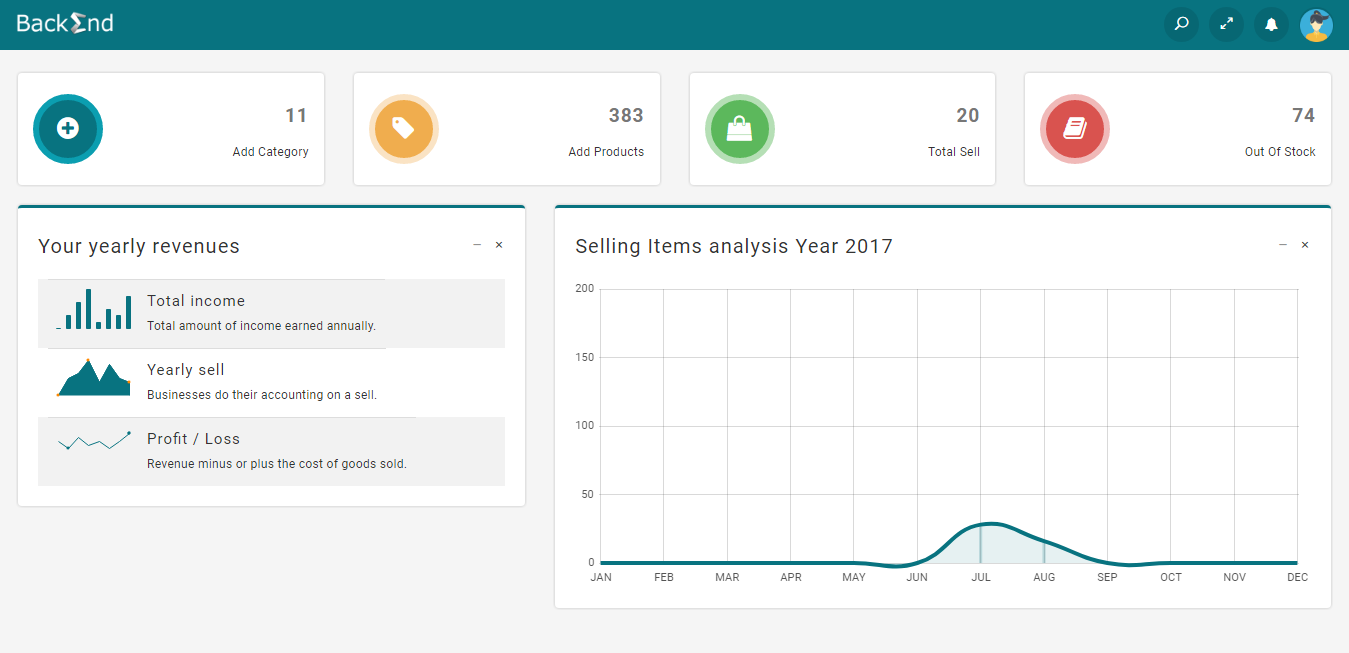 BackEnd
11
Add Category
383
Add Products
20
Total Sell
74
Out Of Stock
Your yearly revenues
Total income
Total amount of income earned annually.
Yearly sell
Businesses do their accounting on a sell.
Profit / Loss
Revenue minus or plus the cost of goods sold.
Selling Items analysis Year 2017
200
150
100
50
0
JAN FEB MAR APR MAY JUN JUL AUG SEP OCT NOV DEC